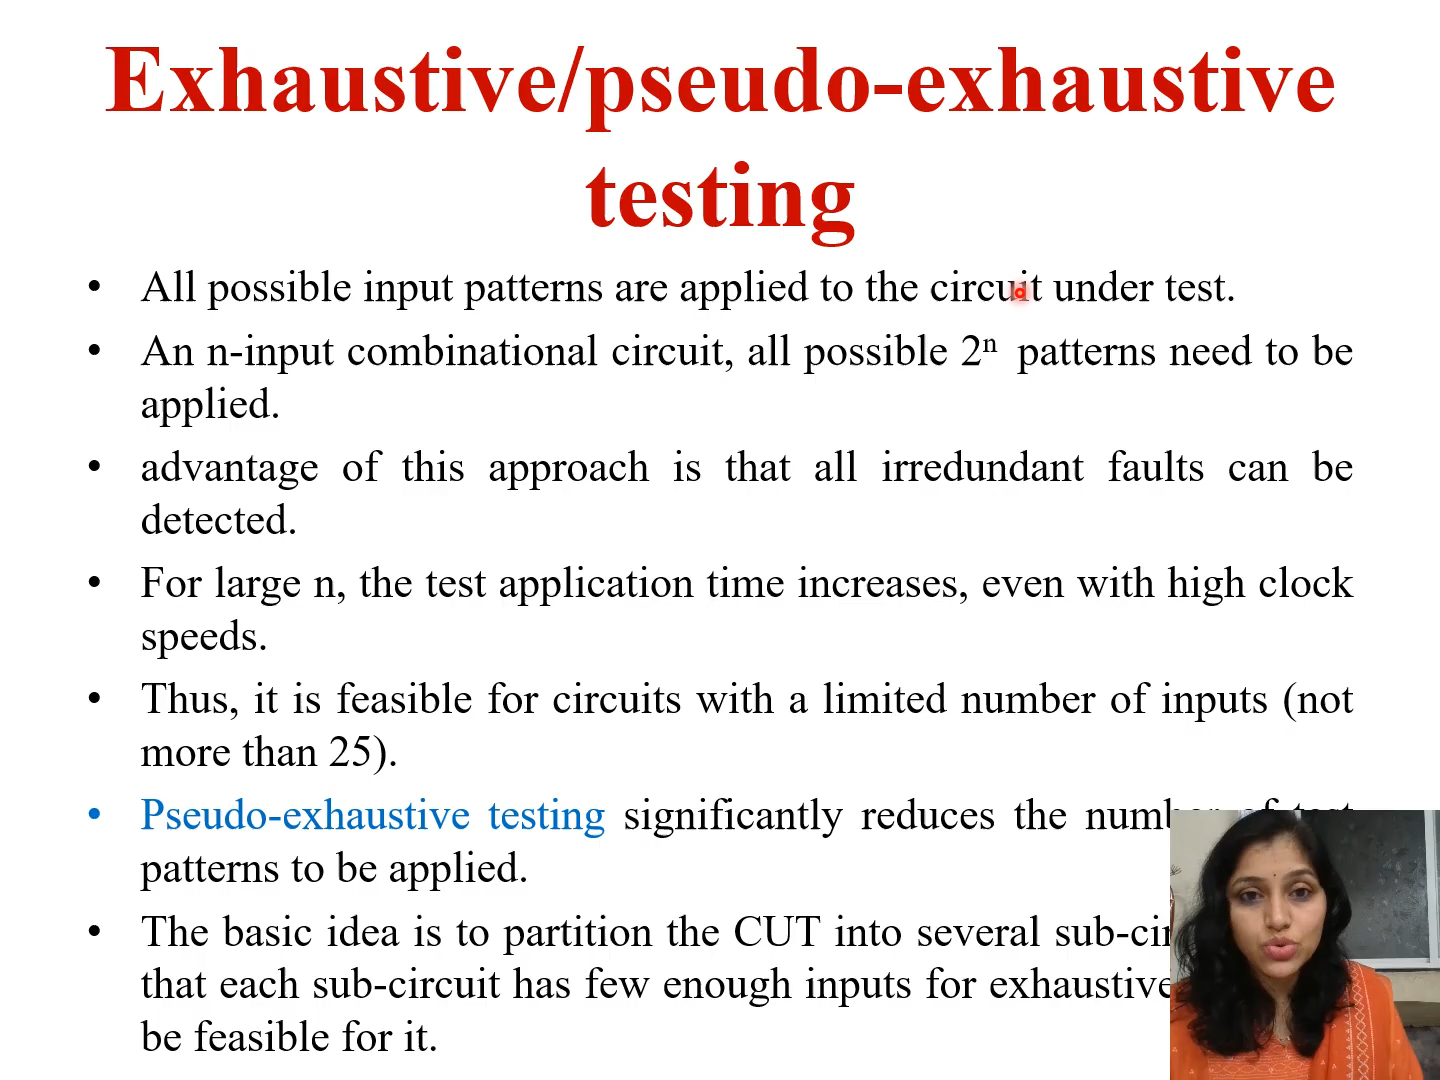 Exhaustive/pseudo-exhaustive
testing
• All possible input patterns are applied to the circuit under test.
• An n-input combinational circuit, all possible 2ⁿ patterns need to be
applied.
• advantage of this approach is that all irredundant faults can be
detected.
• For large n, the test application time increases, even with high clock
speeds.
• Thus, it is feasible for circuits with a limited number of inputs (not
more than 25).
• Pseudo-exhaustive testing significantly reduces the number of test
patterns to be applied.
• The basic idea is to partition the CUT into several
that each sub-circuit has few enough inputs for exhaustive
be feasible for it.